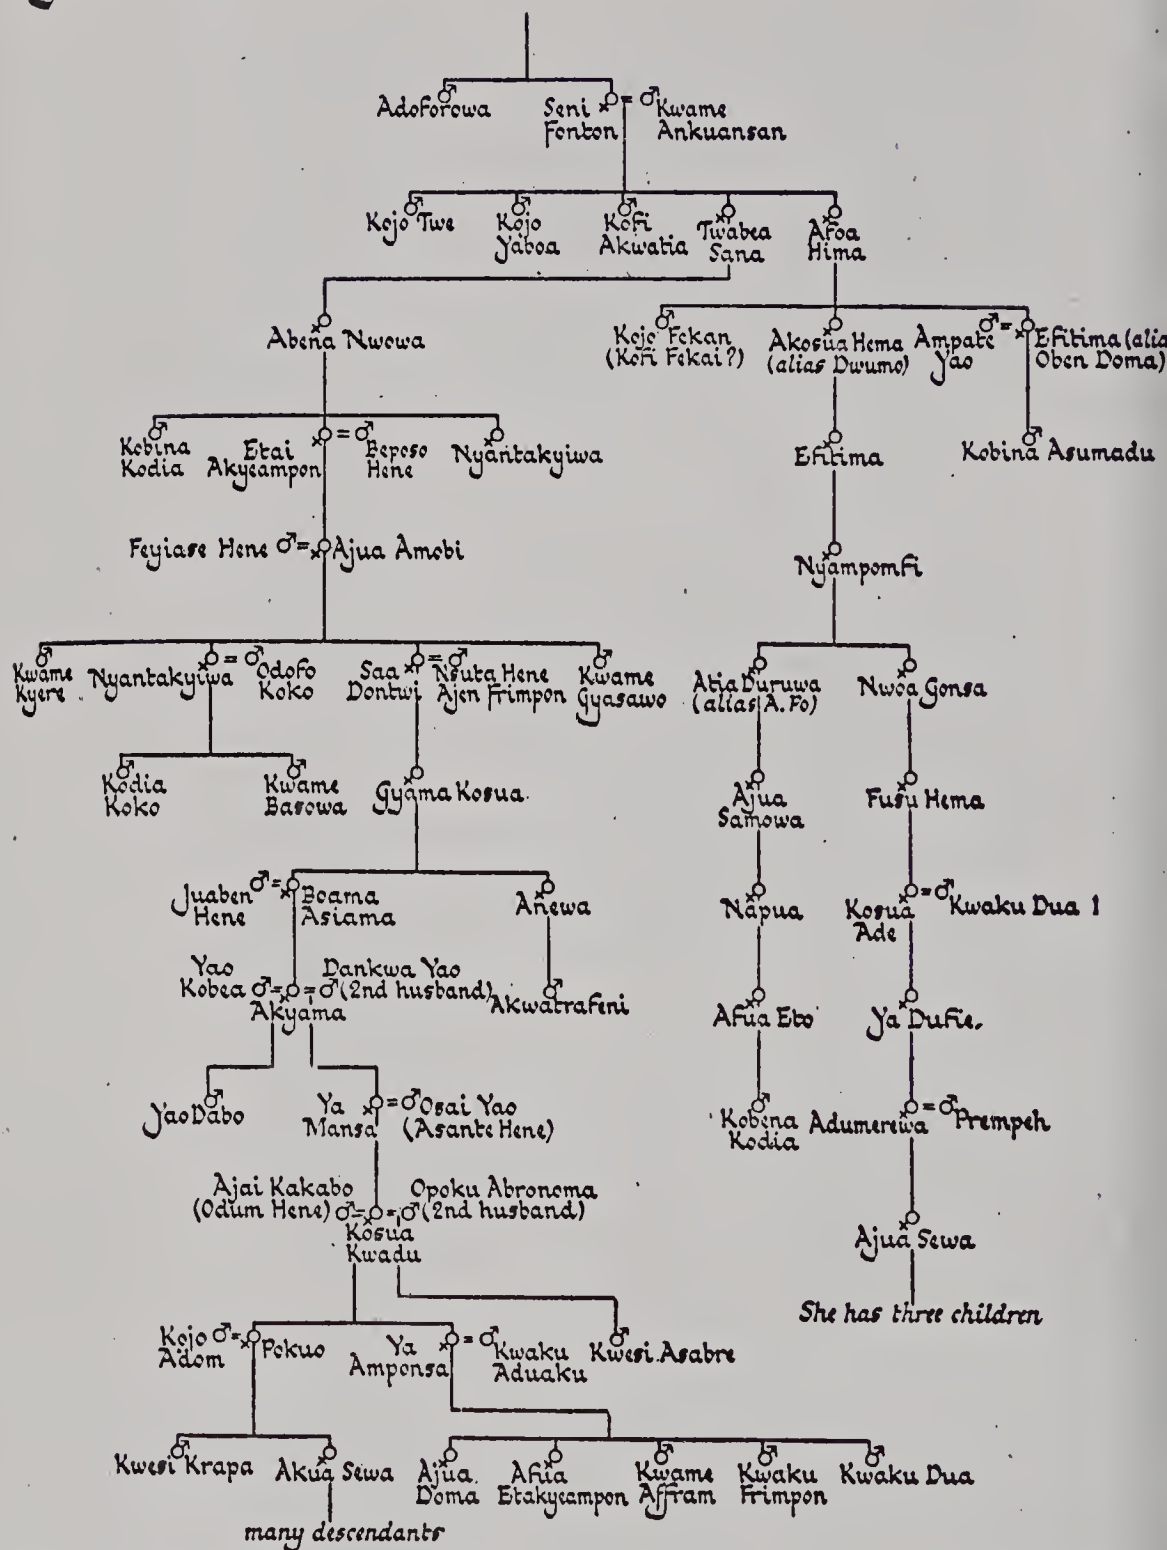 Adoforowa
Seni
Fonton
Kwame
Ankuansan
Kojo Twe
Kojo
Yaboa
Kofi
Akwatia
Twabea
Sana
Afoa
Hima
Abena Nwowa
Kojo Fekan
(Kofi Fekai?)
Akosua Hema
(alias Dwumo)
Ampate
Yao
Efitima (alia
Oben Doma)
Kobina
Kodia
Etai
Akyeampon
Beposo
Hene
Nyantakyiwa
Efitima
Kobina Asumadu
Feyiase Hene
Ajua Amobi
Nyampomfi
Kwame
Kyere
Nyantakyiwa
Odofo
Koko
Saa
Dontwi
Nsuta Hene
Ajen Frimpon
Kwame
Gyasawo
Atia Duruwa
(alias A. Fo)
Nwoa Gonsa
Kodia
Koko
Kwame
Basowa
Gyama Kosua
Ajua
Samowa
Fusu Hema
Juaben
Hene
Boama
Asiama
Anewa
Napua
Kosua
Ade
Kwaku Dua I
Yao
Kobea
Akyama
Dankwa Yao
(2nd husband)
Akwatrafeni
Afua Eto
Ya Dufie.
Yao Dabo
Ya
Mansa
Osai Yao
(Asante Hene)
Kobena
Kodia
Adumerewa
Prempeh
Ajai Kakabo
(Odum Hene)
Opoku Abronoma
(2nd husband)
Kosua
Kwadu
Ajua Sewa
She has three children
Kojo
Adom
Pokuo
Ya
Amponsa
Kwaku
Aduaku
Kwesi Asabre
Kwesi Krapa
Akua Sewa
Ajua
Doma
Afua
Etakyeampon
Kwame
Affram
Kwaku
Frimpon
Kwaku Dua
many descendants